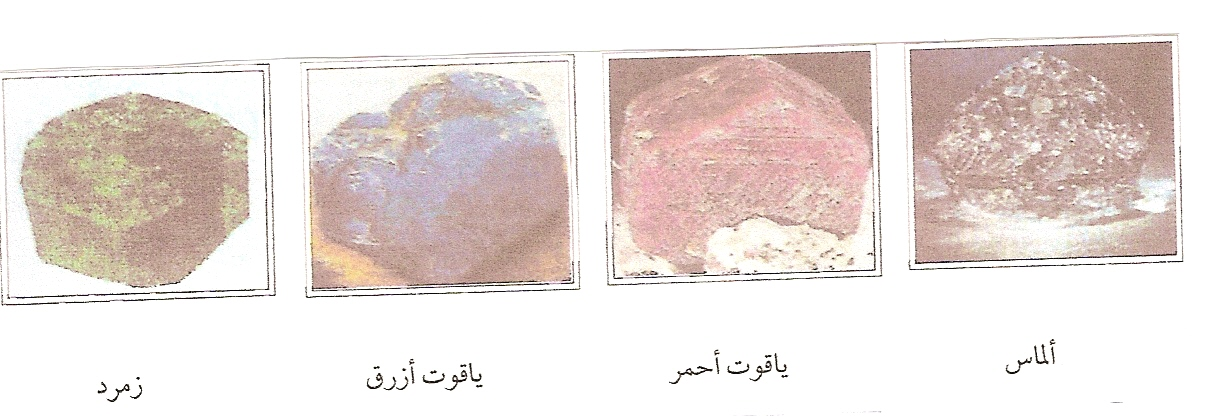 ألماس
ياقوت أحمر
ياقوت أزرق
زمرد